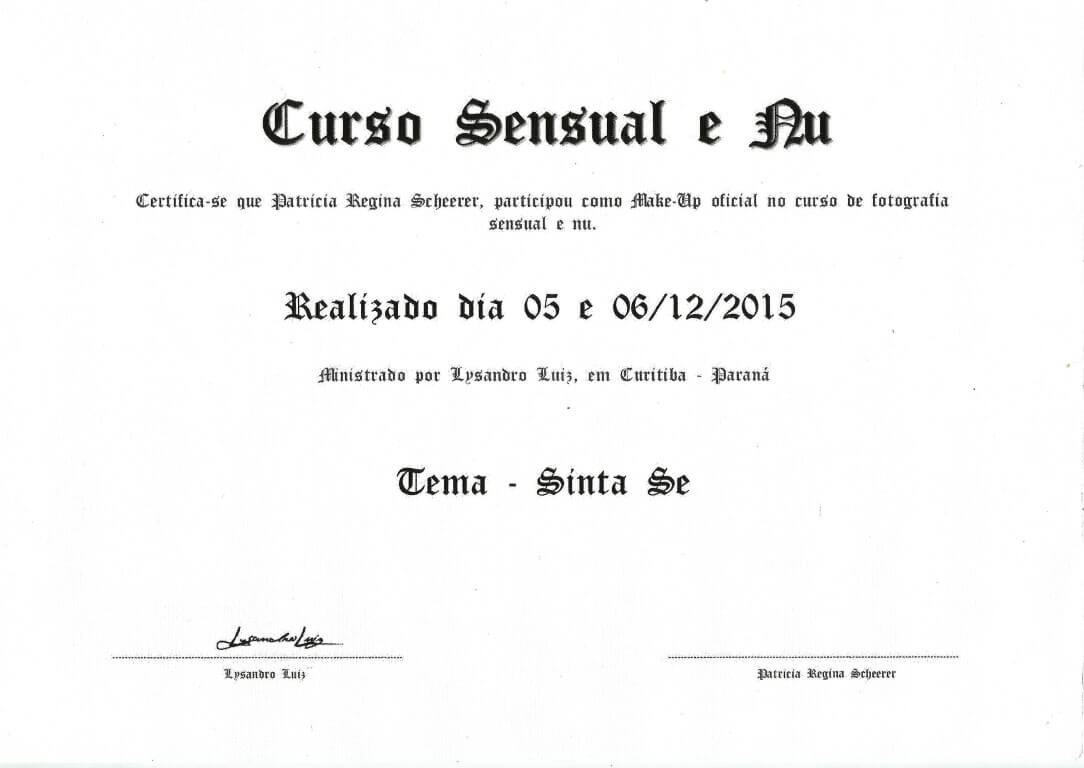 Curso Sensual e Nu
Certifica-se que Patricia Regina Scheerer, participou como Make-Up oficial no curso de fotografia
sensual e nu.
Realizado dia 05 e 06/12/2015
Ministrado por Lysandro Luiz, em Curitiba - Paraná
Tema - Sinta Se
Lysandro Luiz
Lysandro Luiz
Patricia Regina Scheerer